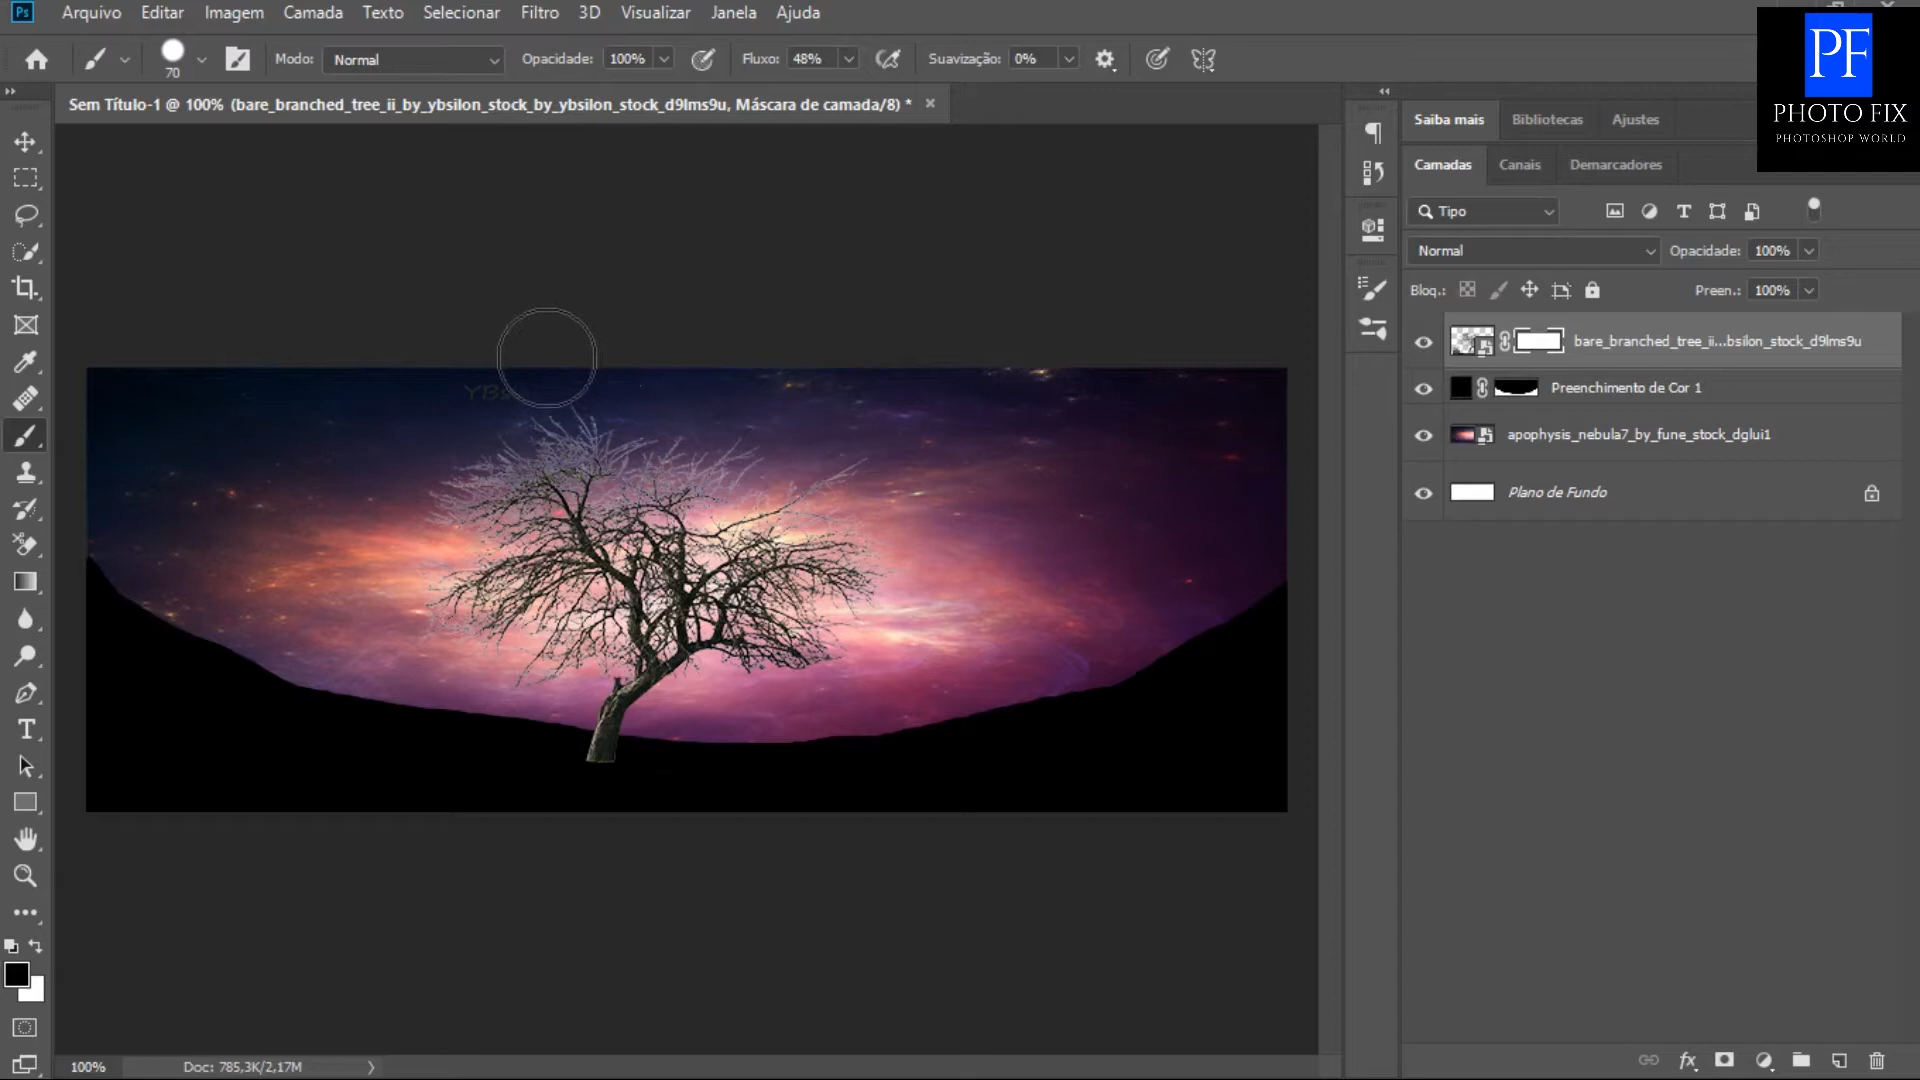 Ps Arquivo Editar Imagem Camada Texto Selecionar Filtro 3D Visualizar Janela Ajuda
70 Modo: Normal Opacidade: 100% Fluxo: 48% Suavização: 0%
PF
PHOTO FIX
PHOTOSHOP WORLD
Sem Título-1 @ 100% (bare_branched_tree_ii_by_ybsilon_stock_by_ybsilon_stock_d9lms9u, Máscara de camada/8) *
Saiba mais Bibliotecas Ajustes
Camadas Canais Demarcadores
Tipo
Normal Opacidade: 100%
Bloq.: Preen.: 100%
bare_branched_tree_ii...bsilon_stock_d9lms9u
Preenchimento de Cor 1
apophysis_nebula7_by_fune_stock_dglui1
Plano de Fundo
100% Doc: 785,3K/2,17M